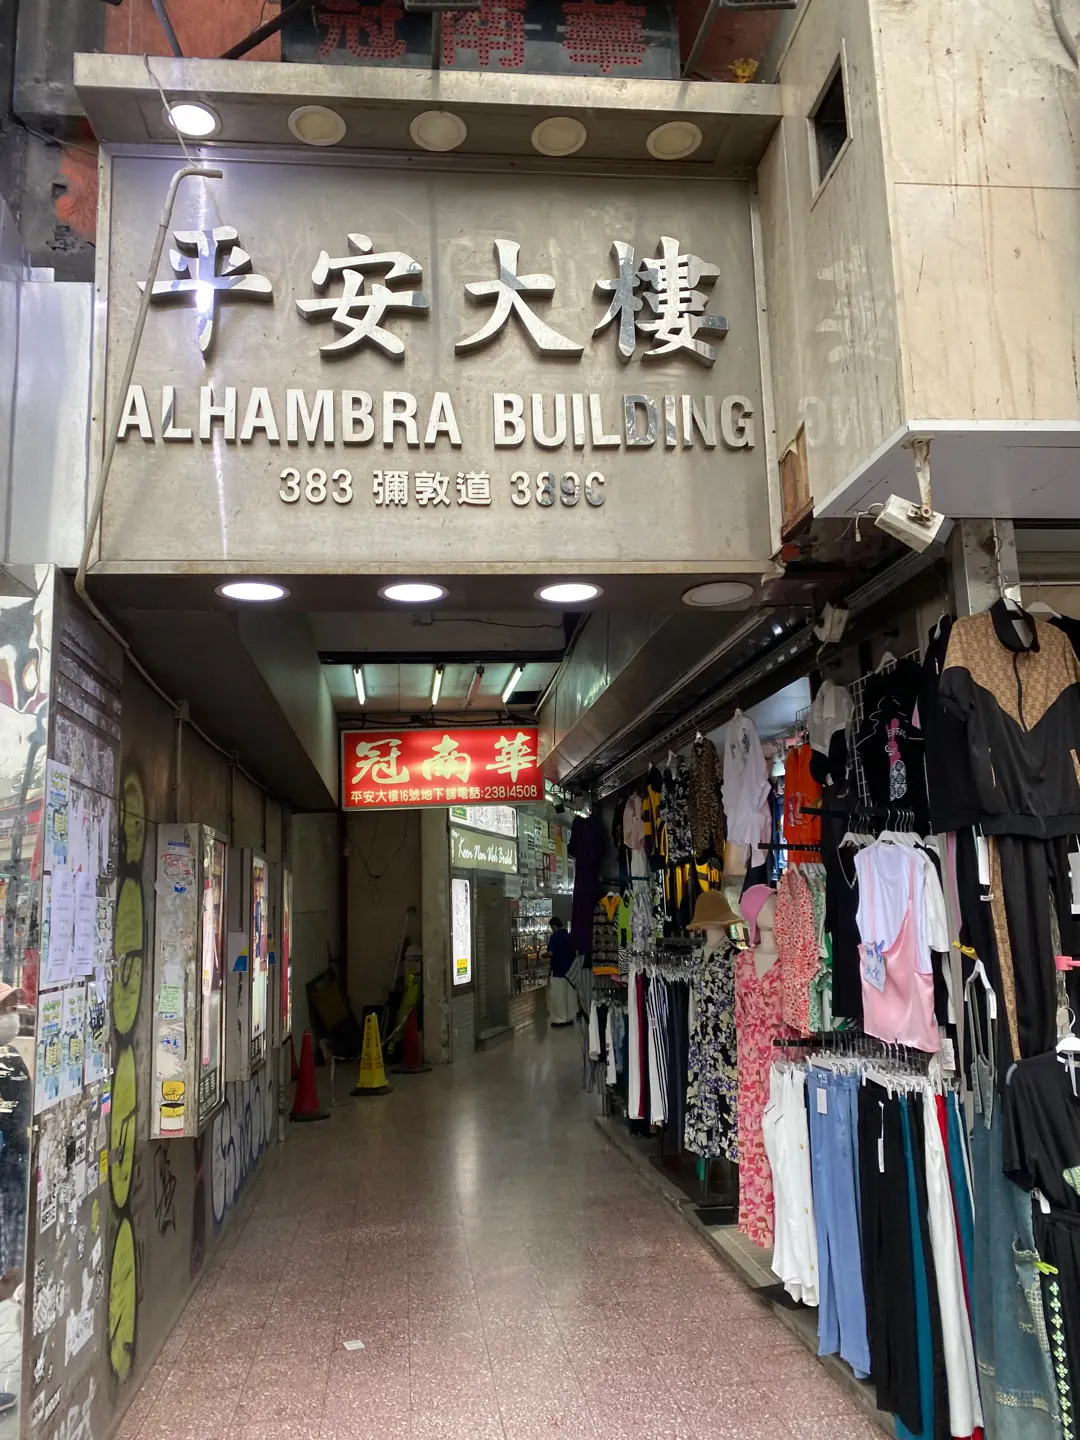 冠南華
平安大樓
ALHAMBRA BUILDING
383 彌敦道 389C
冠南華
平安大樓16號地下舖電話:23814508